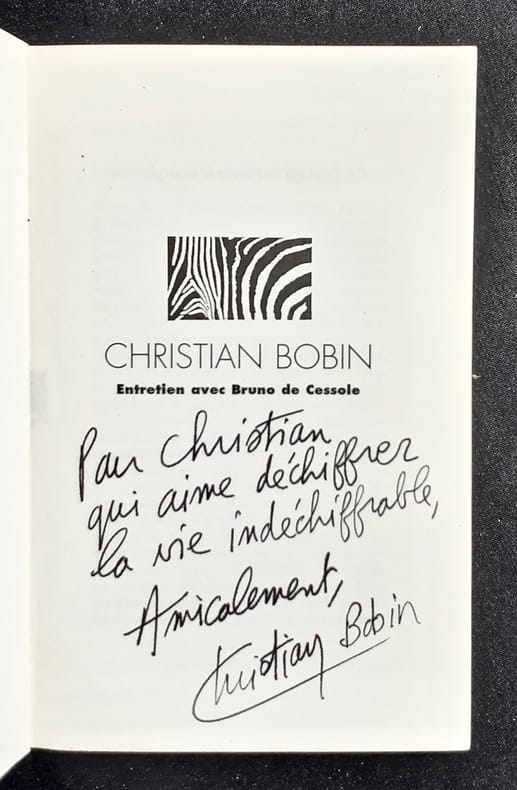 CHRISTIAN BOBIN
Entretien avec Bruno de Cessole
Pour Christian
qui aime déchiffrer
la vie indéchiffrable,
Amicalement,
Christian Bobin